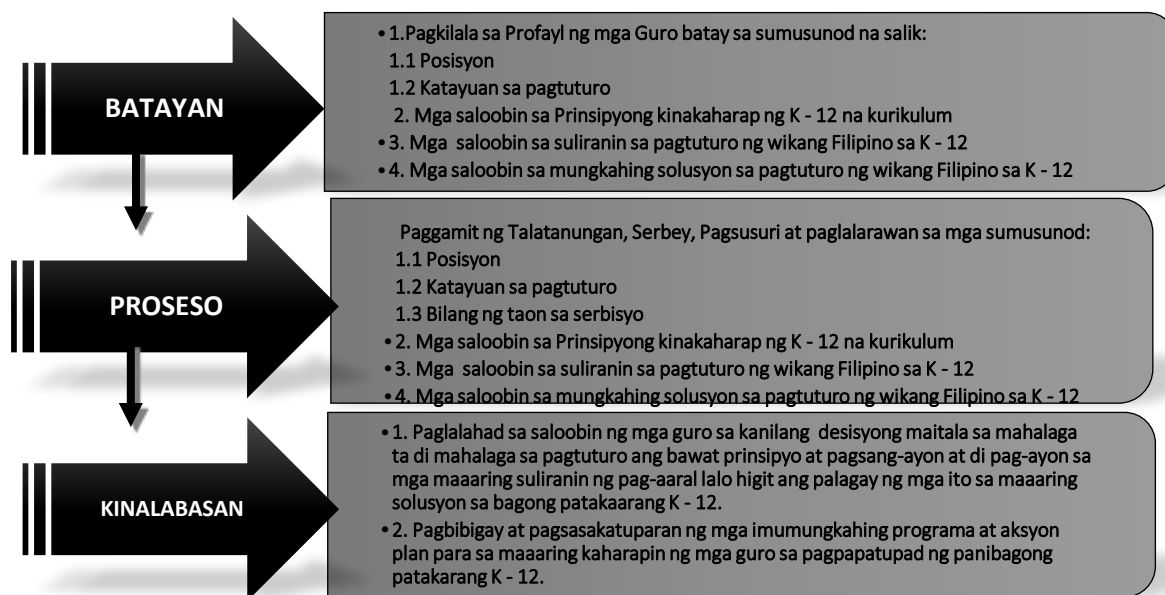 BATAYAN
• 1.Pagkilala sa Profayl ng mga Guro batay sa sumusunod na salik:
1.1 Posisyon
1.2 Katayuan sa pagtuturo
2. Mga saloobin sa Prinsipyong kinakaharap ng K - 12 na kurikulum
• 3. Mga saloobin sa suliranin sa pagtuturo ng wikang Filipino sa K - 12
• 4. Mga saloobin sa mungkahing solusyon sa pagtuturo ng wikang Filipino sa K - 12
PROSESO
Paggamit ng Talatanungan, Serbey, Pagsusuri at paglalarawan sa mga sumusunod:
1.1 Posisyon
1.2 Katayuan sa pagtuturo
1.3 Bilang ng taon sa serbisyo
• 2. Mga saloobin sa Prinsipyong kinakaharap ng K - 12 na kurikulum
• 3. Mga saloobin sa suliranin sa pagtuturo ng wikang Filipino sa K - 12
• 4. Mga saloobin sa mungkahing solusyon sa pagtuturo ng wikang Filipino sa K - 12
KINALABASAN
• 1. Paglalahad sa saloobin ng mga guro sa kanilang desisyong maitala sa mahalaga
ta di mahalaga sa pagtuturo ang bawat prinsipyo at pagsang-ayon at di pag-ayon sa
mga maaaring suliranin ng pag-aaral lalo higit ang palagay ng mga ito sa maaaring
solusyon sa bagong patakaarang K - 12.
• 2. Pagbibigay at pagsasakatuparan ng mga imumungkahing programa at aksyon
plan para sa maaaring kaharapin ng mga guro sa pagpapatupad ng panibagong
patakarang K - 12.